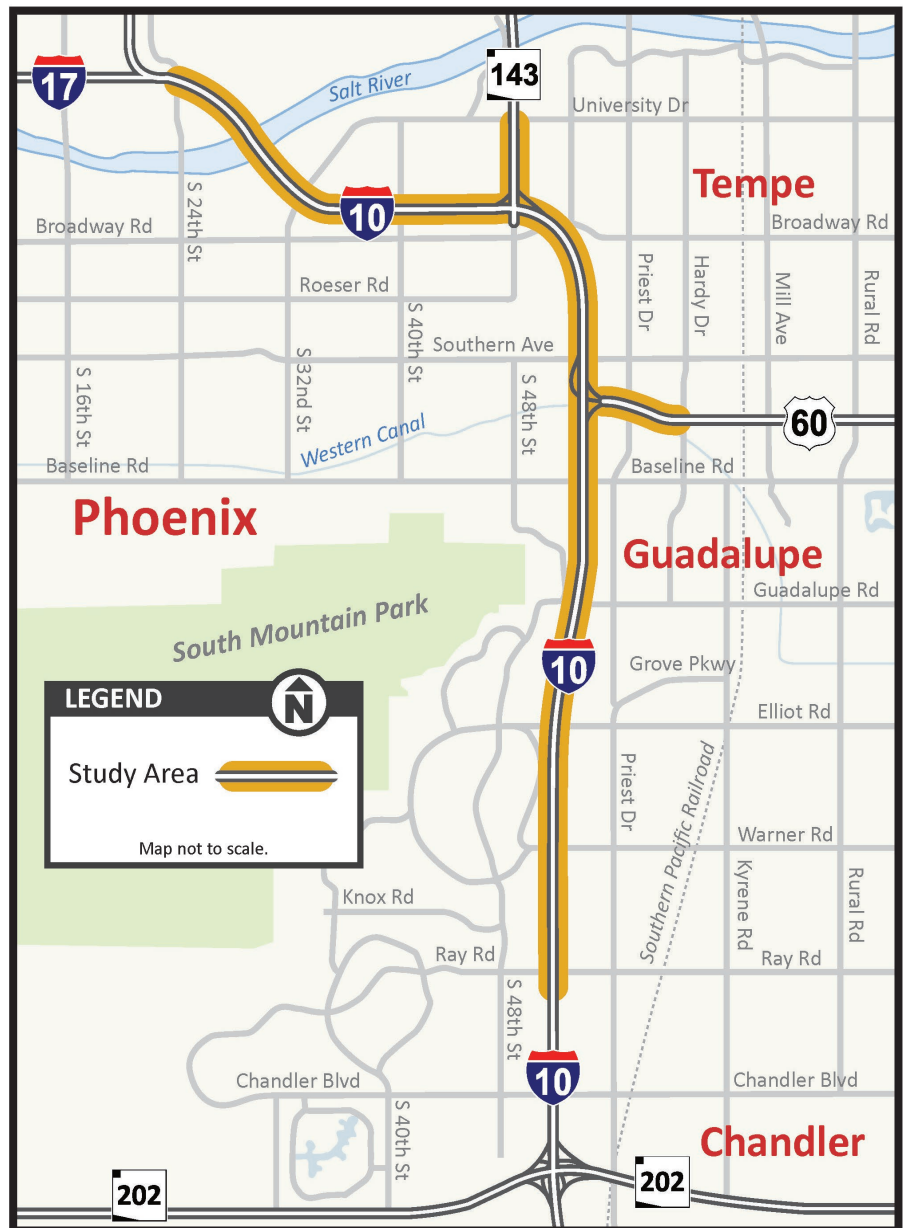 143
17
Salt River
University Dr
Tempe
S 24th St
10
Broadway Rd
Broadway Rd
Priest Dr
Hardy Dr
Mill Ave
Rural Rd
Roeser Rd
S 40th St
Southern Ave
S 16th St
S 32nd St
S 48th St
Western Canal
60
Baseline Rd
Baseline Rd
Phoenix
Guadalupe
Guadalupe Rd
South Mountain Park
10
Grove Pkwy
LEGEND
N
Study Area
Map not to scale.
Elliot Rd
Priest Dr
Southern Pacific Railroad
Warner Rd
Kyrene Rd
Rural Rd
Knox Rd
Ray Rd
Ray Rd
S 48th St
10
Chandler Blvd
Chandler Blvd
S 40th St
Chandler
202
202